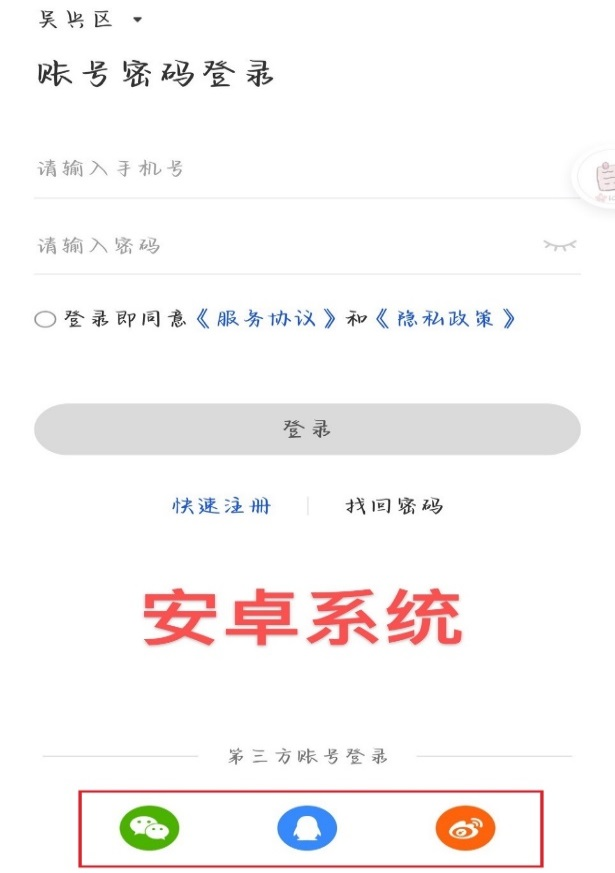 吴兴区
账号密码登录
请输入手机号
请输入密码
登录即同意《服务协议》和《隐私政策》
登录
快速注册 | 找回密码
安卓系统
第三方账号登录